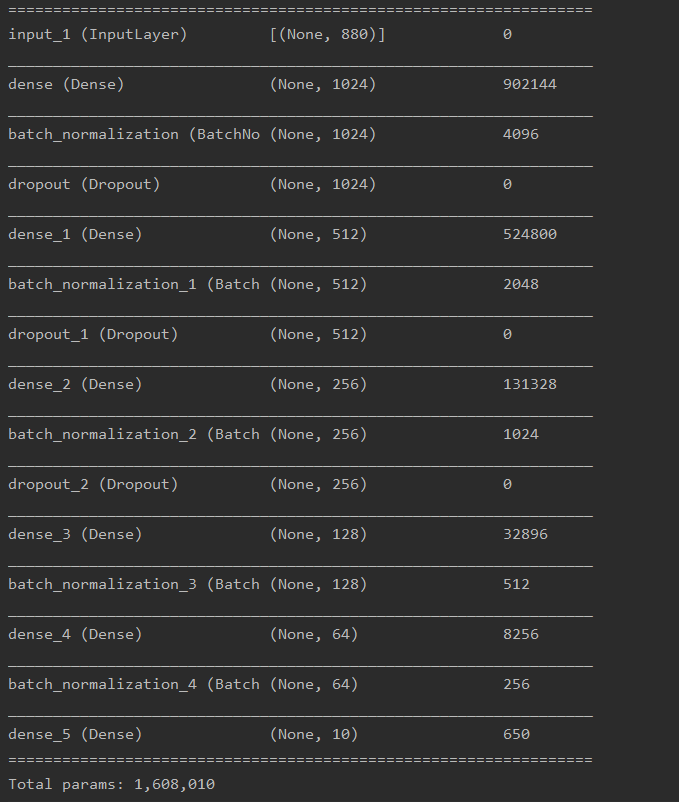 =================================================================
input_1 (InputLayer)         [(None, 880)]             0
_________________________________________________________________
dense (Dense)                (None, 1024)              902144
_________________________________________________________________
batch_normalization (BatchNo (None, 1024)              4096
_________________________________________________________________
dropout (Dropout)            (None, 1024)              0
_________________________________________________________________
dense_1 (Dense)              (None, 512)               524800
_________________________________________________________________
batch_normalization_1 (Batch (None, 512)               2048
_________________________________________________________________
dropout_1 (Dropout)          (None, 512)               0
_________________________________________________________________
dense_2 (Dense)              (None, 256)               131328
_________________________________________________________________
batch_normalization_2 (Batch (None, 256)               1024
_________________________________________________________________
dropout_2 (Dropout)          (None, 256)               0
_________________________________________________________________
dense_3 (Dense)              (None, 128)               32896
_________________________________________________________________
batch_normalization_3 (Batch (None, 128)               512
_________________________________________________________________
dense_4 (Dense)              (None, 64)                8256
_________________________________________________________________
batch_normalization_4 (Batch (None, 64)                256
_________________________________________________________________
dense_5 (Dense)              (None, 10)                650
=================================================================
Total params: 1,608,010